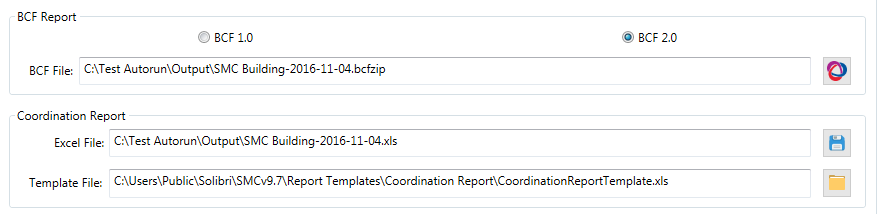 BCF Report
BCF 1.0 BCF 2.0
BCF File: C:\Test Autorun\Output\SMC Building-2016-11-04.bcfzip
Coordination Report
Excel File: C:\Test Autorun\Output\SMC Building-2016-11-04.xls
Template File: C:\Users\Public\Solibri\SMCv9.7\Report Templates\Coordination Report\CoordinationReportTemplate.xls